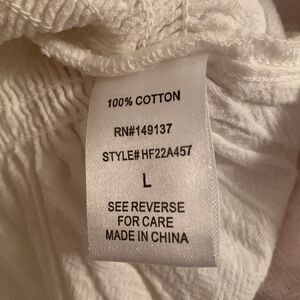 100% COTTON
RN#149137
STYLE# HF22A457
L
SEE REVERSE
FOR CARE
MADE IN CHINA